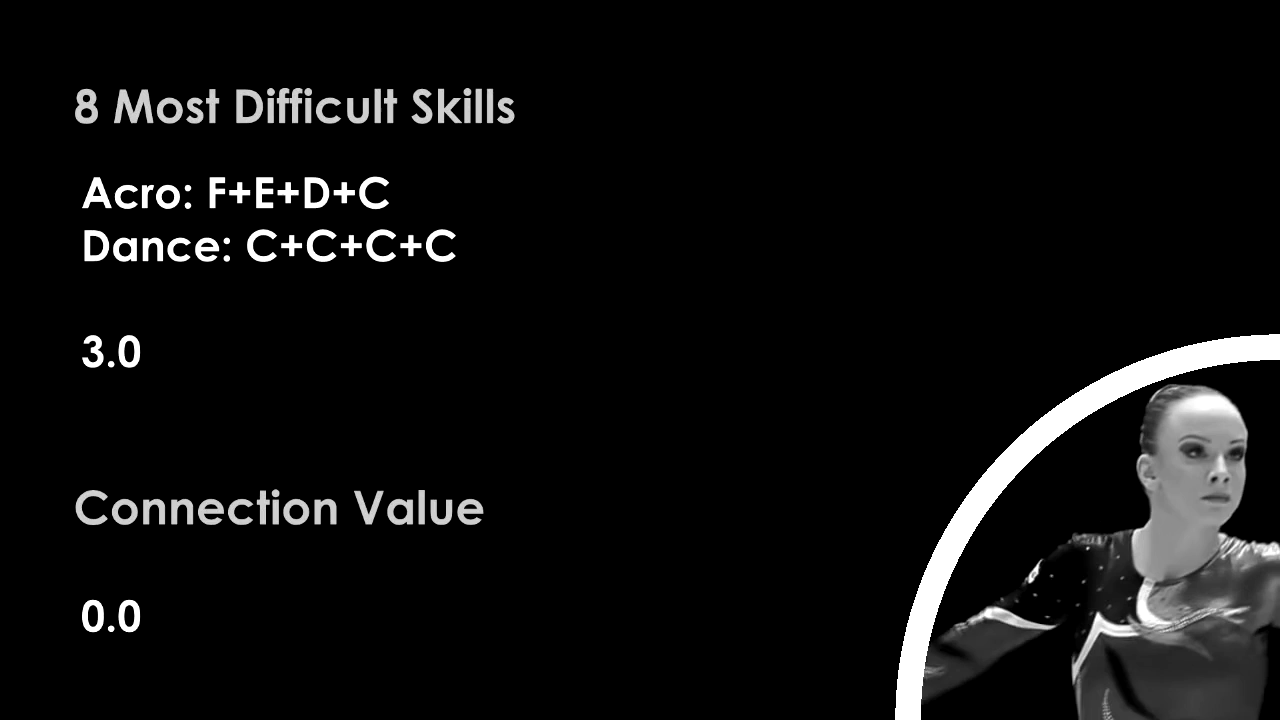 8 Most Difficult Skills
Acro: F+E+D+C
Dance: C+C+C+C
3.0
Connection Value
0.0